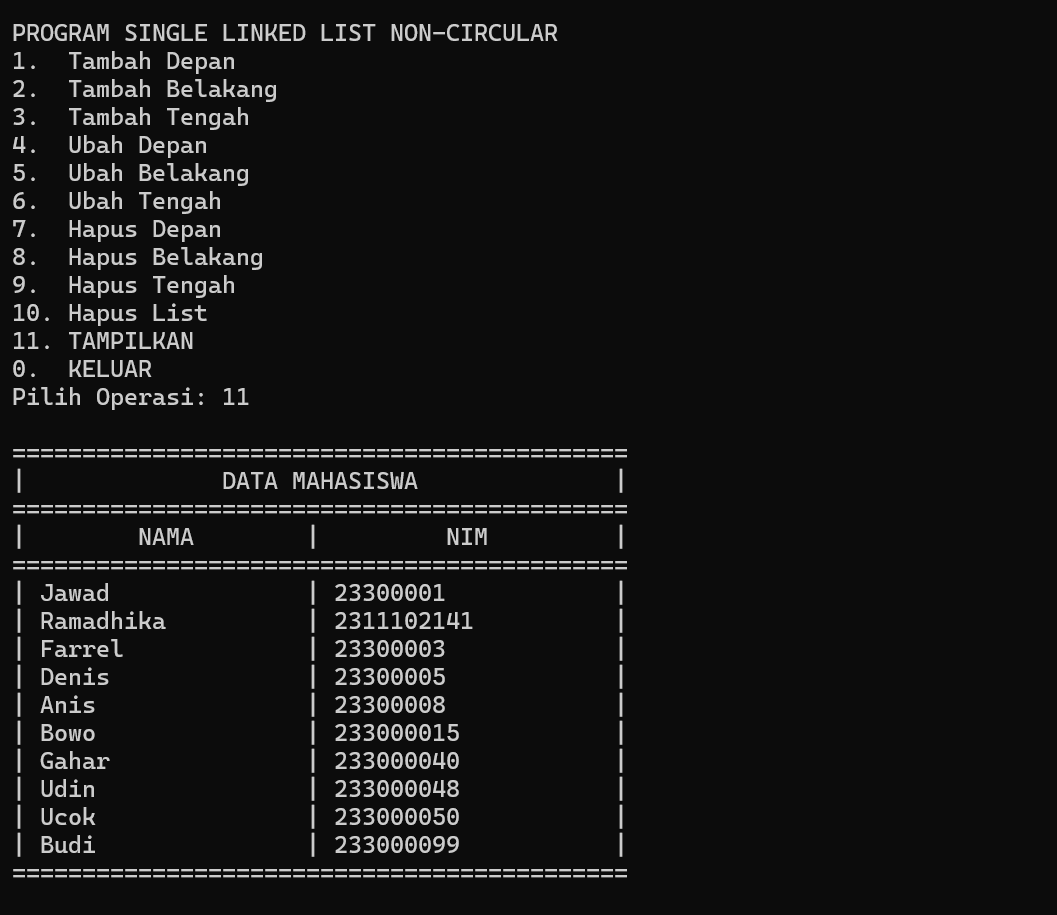 PROGRAM SINGLE LINKED LIST NON-CIRCULAR
1.  Tambah Depan
2.  Tambah Belakang
3.  Tambah Tengah
4.  Ubah Depan
5.  Ubah Belakang
6.  Ubah Tengah
7.  Hapus Depan
8.  Hapus Belakang
9.  Hapus Tengah
10. Hapus List
11. TAMPILKAN
0.  KELUAR
Pilih Operasi: 11
============================================
|              DATA MAHASISWA              |
============================================
|        NAMA        |         NIM         |
============================================
| Jawad              | 23300001            |
| Ramadhika          | 2311102141          |
| Farrel             | 23300003            |
| Denis              | 23300005            |
| Anis               | 23300008            |
| Bowo               | 233000015           |
| Gahar              | 233000040           |
| Udin               | 233000048           |
| Ucok               | 233000050           |
| Budi               | 233000099           |
============================================